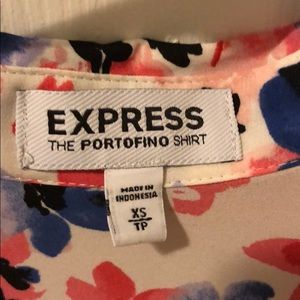 EXPRESS
THE PORTOFINO SHIRT
MADE IN
INDONESIA
XS
TP